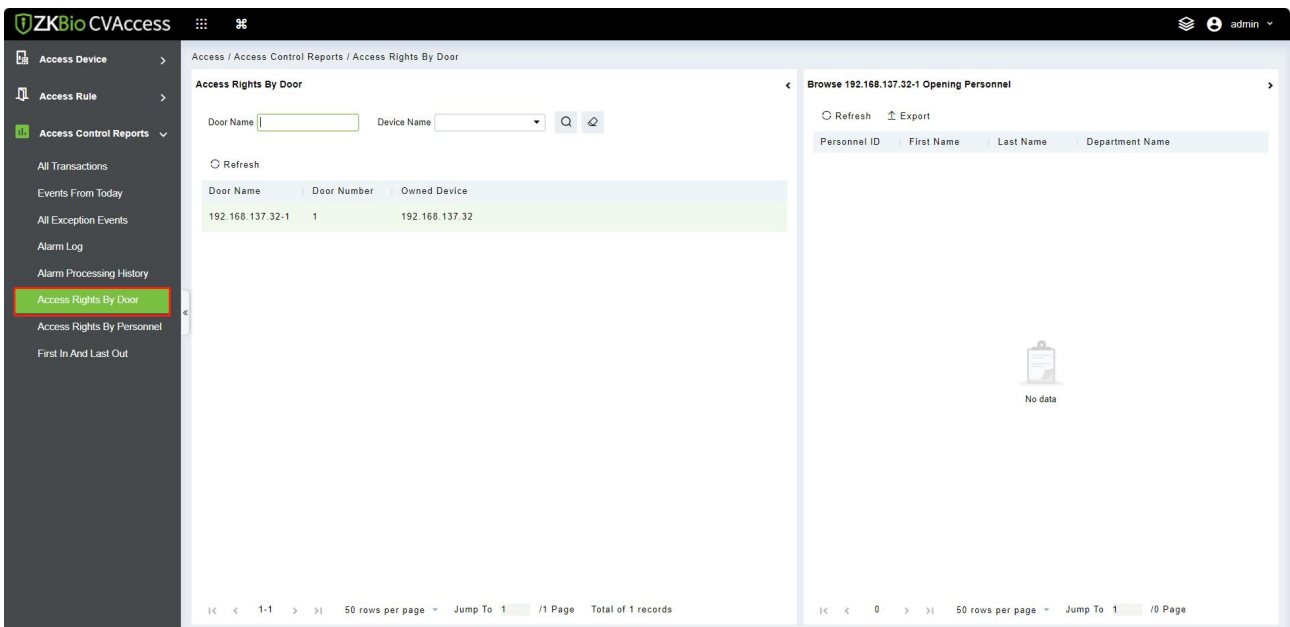 ZKBio CVAccess
admin
Access Device
Access Rule
Access Control Reports
All Transactions
Events From Today
All Exception Events
Alarm Log
Alarm Processing History
Access Rights By Door
Access Rights By Personnel
First In And Last Out
Access / Access Control Reports / Access Rights By Door
Access Rights By Door
Door Name
Device Name
Refresh
Door Name Door Number Owned Device
192.168.137.32-1 1 192.168.137.32
1-1 50 rows per page Jump To 1 /1 Page Total of 1 records
Browse 192.168.137.32-1 Opening Personnel
Refresh Export
Personnel ID First Name Last Name Department Name
No data
0 50 rows per page Jump To 1 /0 Page